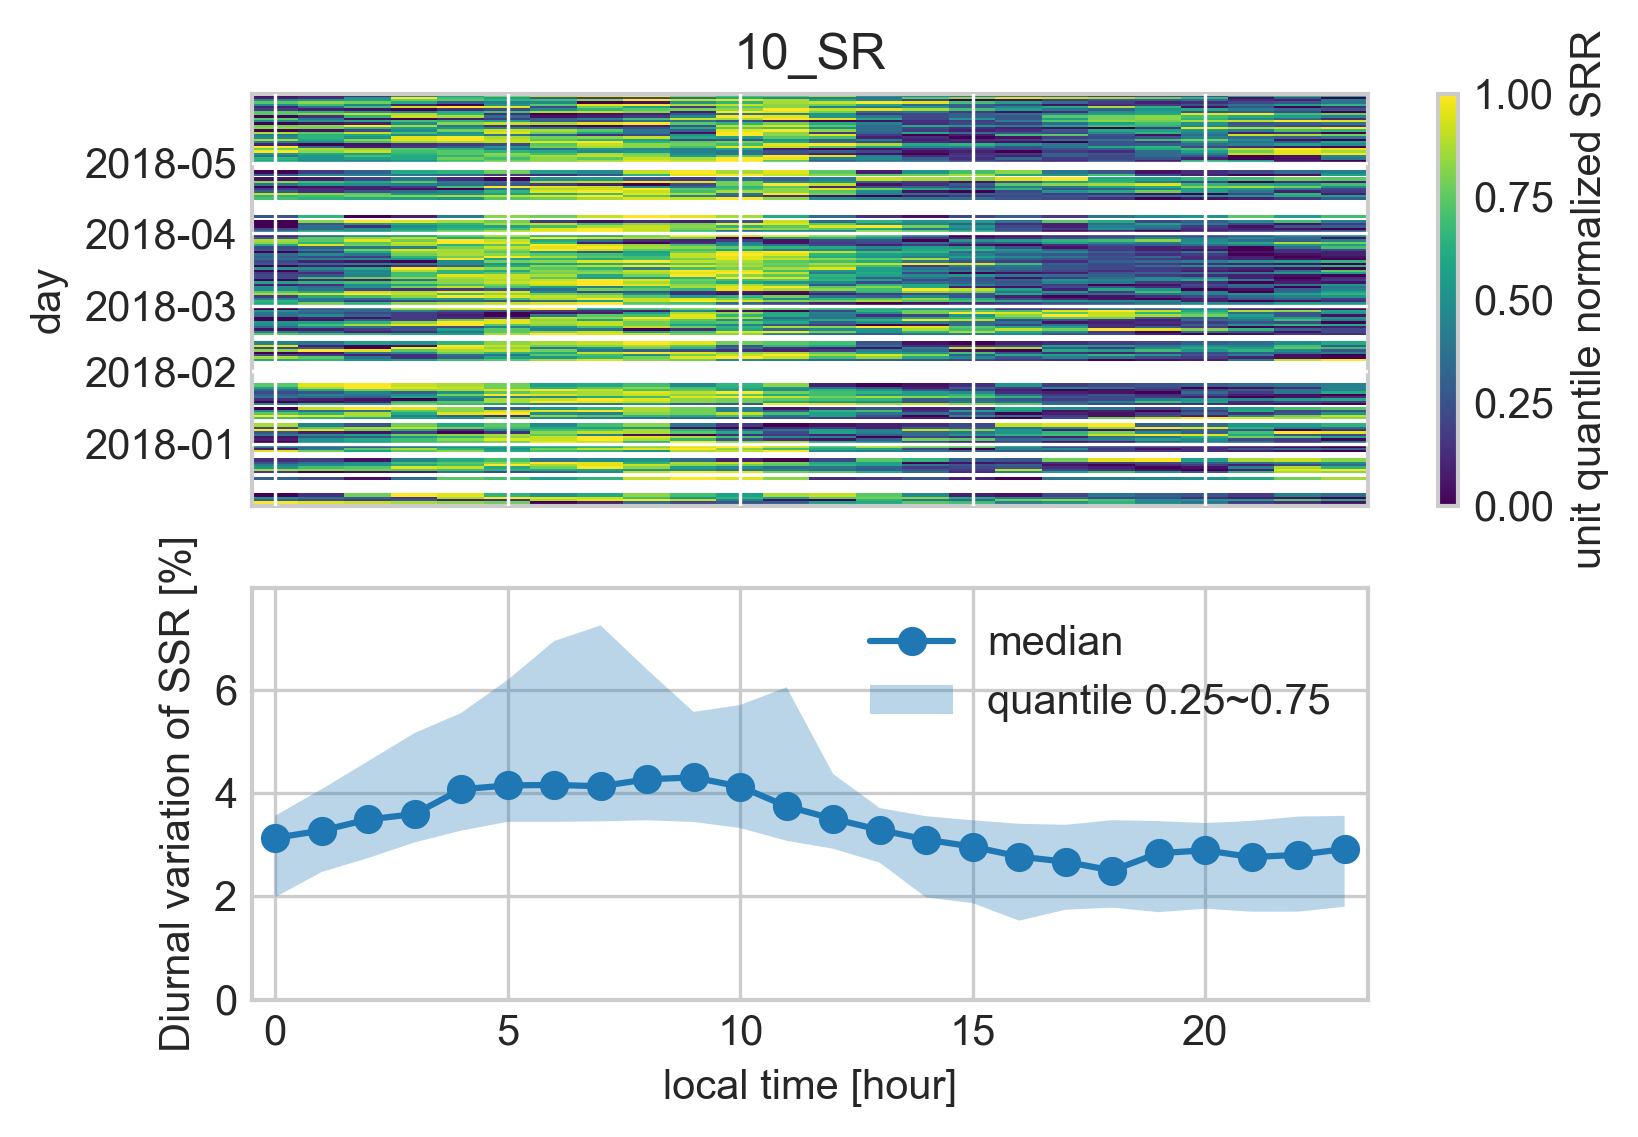 10_SR
day
2018-05
2018-04
2018-03
2018-02
2018-01
1.00
0.75
0.50
0.25
0.00
unit quantile normalized SRR
Diurnal variation of SSR [%]
6
4
2
0
median
quantile 0.25~0.75
0 5 10 15 20
local time [hour]